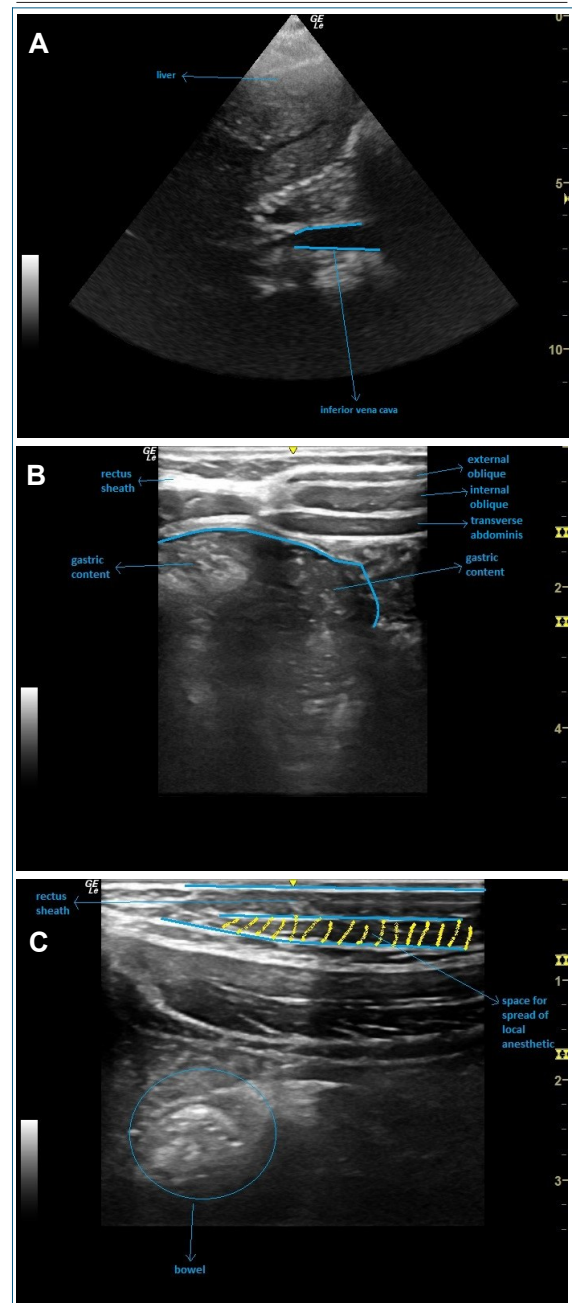 GE
Le
0
A
liver
5
10
inferior vena cava
GE
Le
B
rectus
sheath
external
oblique
internal
oblique
transverse
abdominis
gastric
content
gastric
content
2
4
GE
Le
rectus
sheath
C
1
space for
spread of
local
anesthetic
2
3
bowel